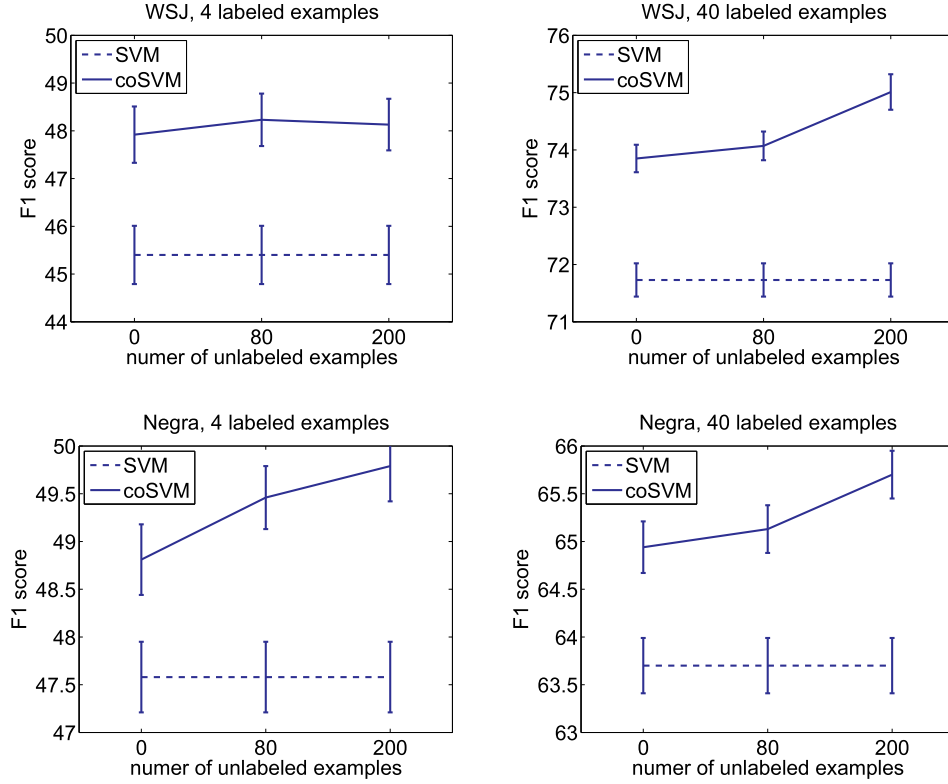 WSJ, 4 labeled examples
50
49
48
47
46
45
44
F1 score
SVM
coSVM
0 80 200
numer of unlabeled examples
WSJ, 40 labeled examples
76
75
74
73
72
71
F1 score
SVM
coSVM
0 80 200
numer of unlabeled examples
Negra, 4 labeled examples
50
49.5
49
48.5
48
47.5
47
F1 score
SVM
coSVM
0 80 200
numer of unlabeled examples
Negra, 40 labeled examples
66
65.5
65
64.5
64
63.5
63
F1 score
SVM
coSVM
0 80 200
numer of unlabeled examples